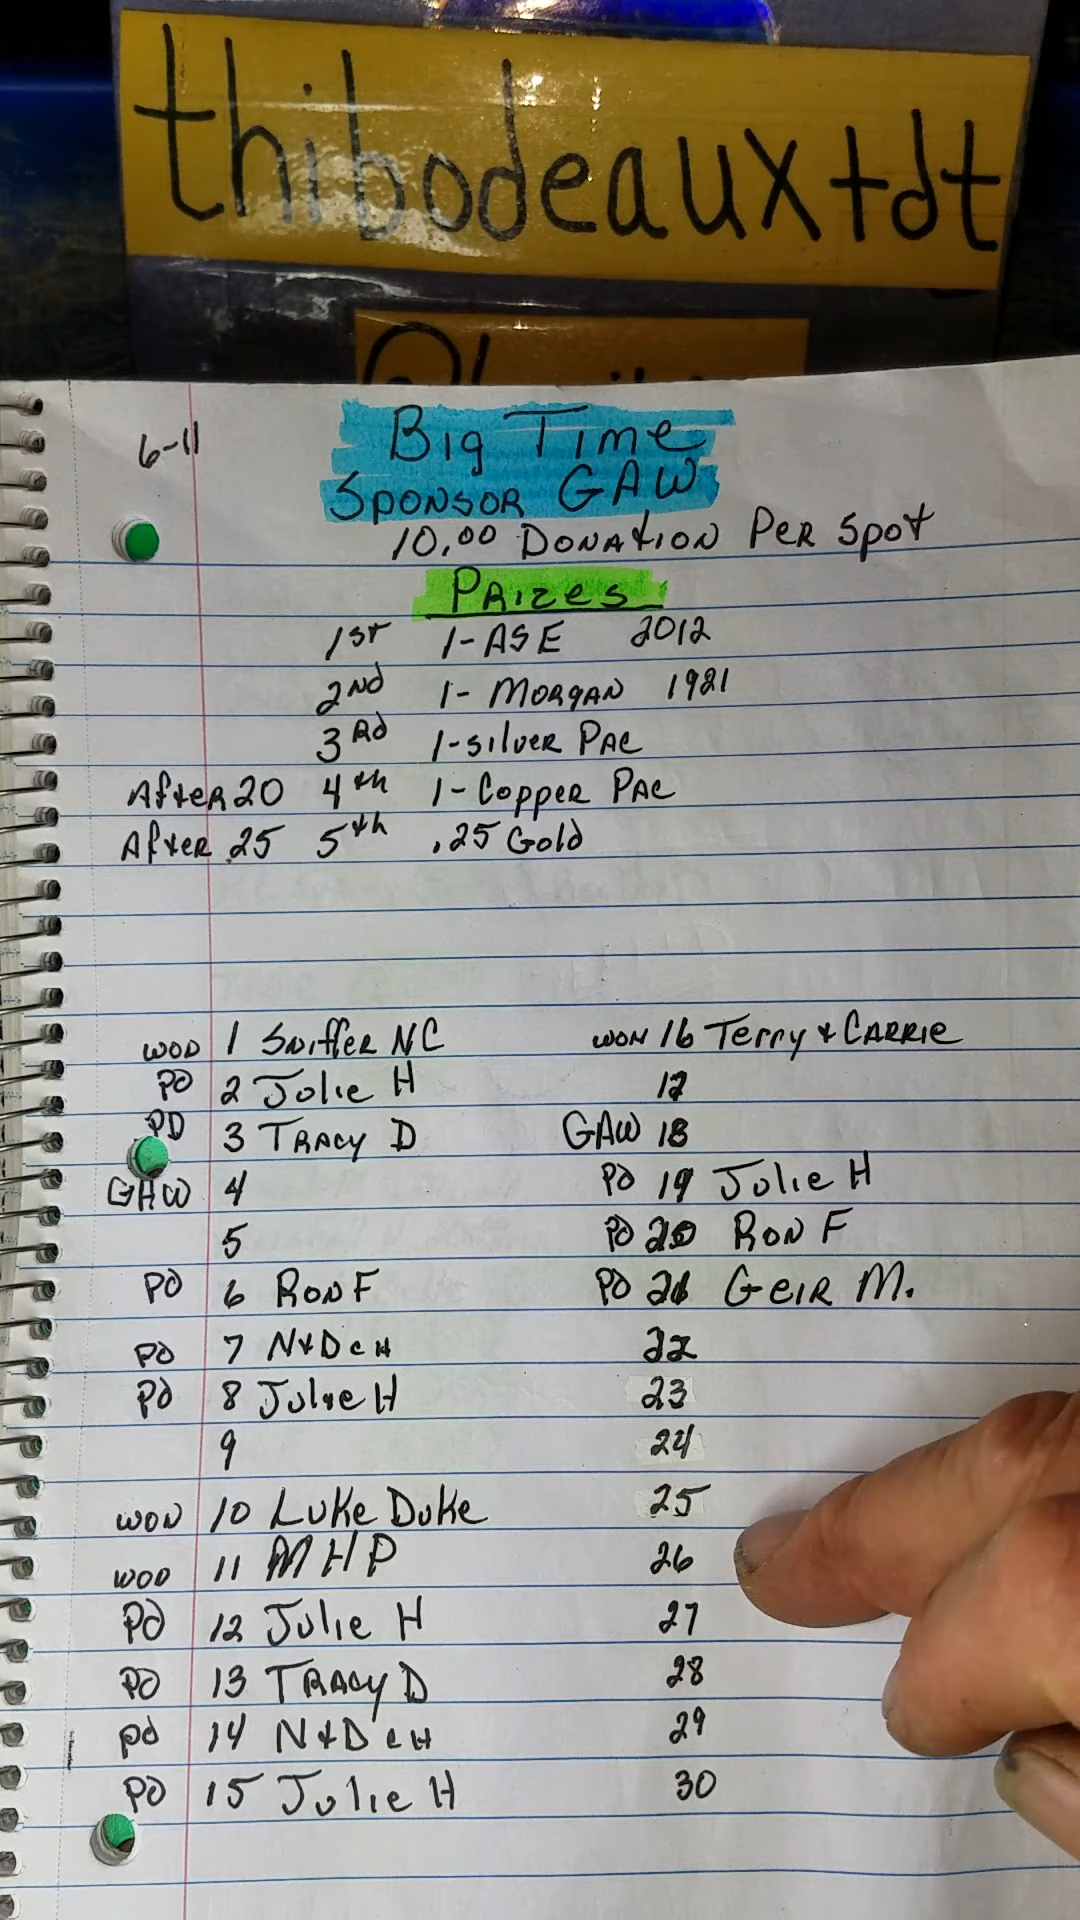 thibodeauxtdt
6-11
Big Time
Sponsor GAW
10.00 Donation Per Spot
Prizes
1st 1-ASE 2012
2nd 1-Morgan 1921
3rd 1-silver Pac
After 20 4th 1-Copper Pac
After 25 5th .25 Gold
won 1 Sniffer NC
PD 2 Julie H
PD 3 Tracy D
GAW 4
5
PD 6 Ron F
PD 7 N+DcH
PD 8 Julie H
9
won 10 Luke Duke
won 11 MHP
PD 12 Julie H
PD 13 Tracy D
pd 14 N+DcH
PD 15 Julie H
won 16 Terry + Carrie
17
GAW 18
PD 19 Julie H
PD 20 Ron F
PD 21 Geir M.
22
23
24
25
26
27
28
29
30